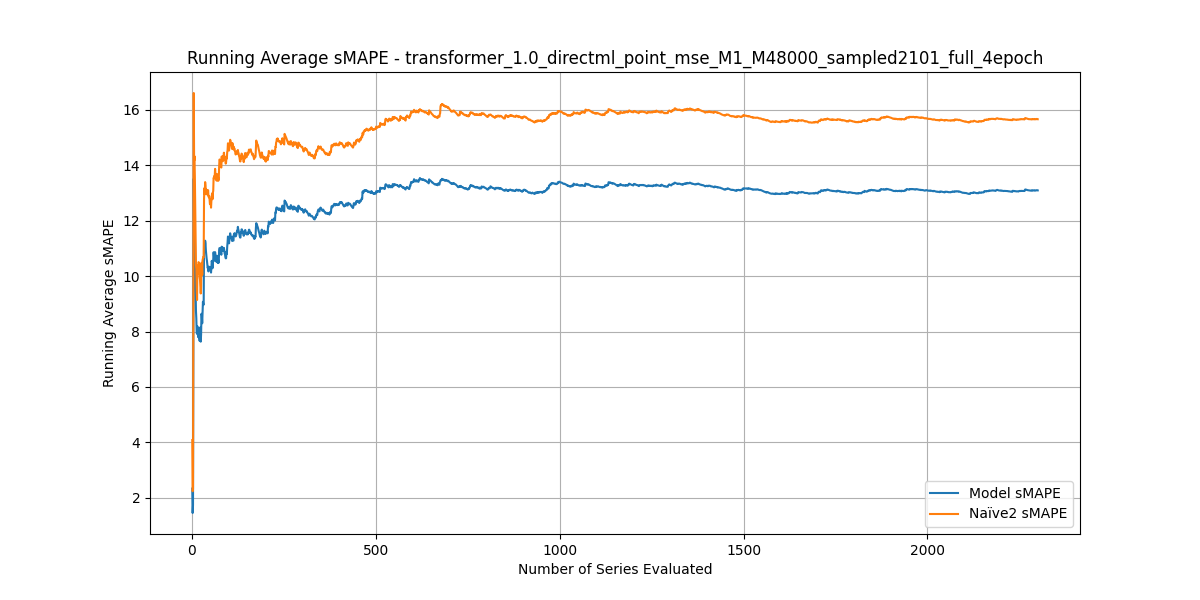 Running Average sMAPE - transformer_1.0_directml_point_mse_M1_M48000_sampled2101_full_4epoch
Running Average sMAPE
16
14
12
10
8
6
4
2
Model sMAPE
Naïve2 sMAPE
0 500 1000 1500 2000
Number of Series Evaluated